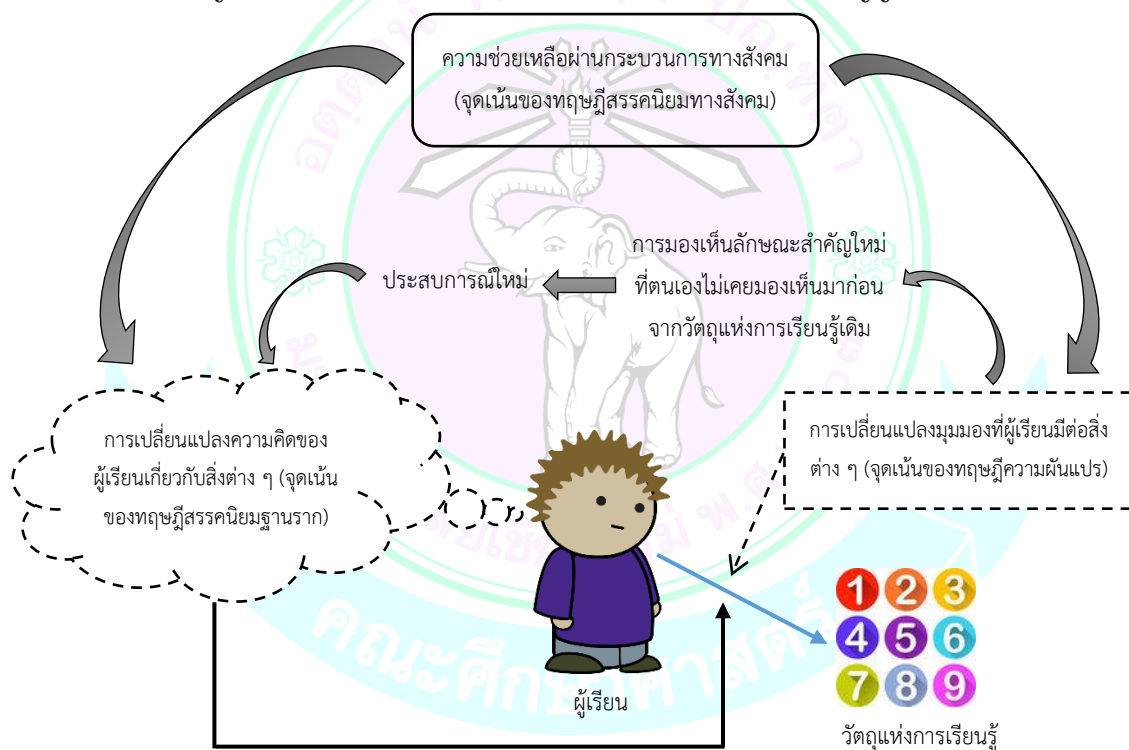 ความช่วยเหลือผ่านกระบวนการทางสังคม
(จุดเน้นของทฤษฎีสรรคนิยมทางสังคม)
การมองเห็นลักษณะสำคัญใหม่
ที่ตนเองไม่เคยมองเห็นมาก่อน
จากวัตถุแห่งการเรียนรู้เดิม
ประสบการณ์ใหม่
การเปลี่ยนแปลงความคิดของ
ผู้เรียนเกี่ยวกับสิ่งต่าง ๆ (จุดเน้น
ของทฤษฎีสรรคนิยมฐานราก)
การเปลี่ยนแปลงมุมมองที่ผู้เรียนมีต่อสิ่ง
ต่าง ๆ (จุดเน้นของทฤษฎีความผันแปร)
1 2 3
4 5 6
7 8 9
ผู้เรียน
วัตถุแห่งการเรียนรู้
คณะศึกษาศาสตร์